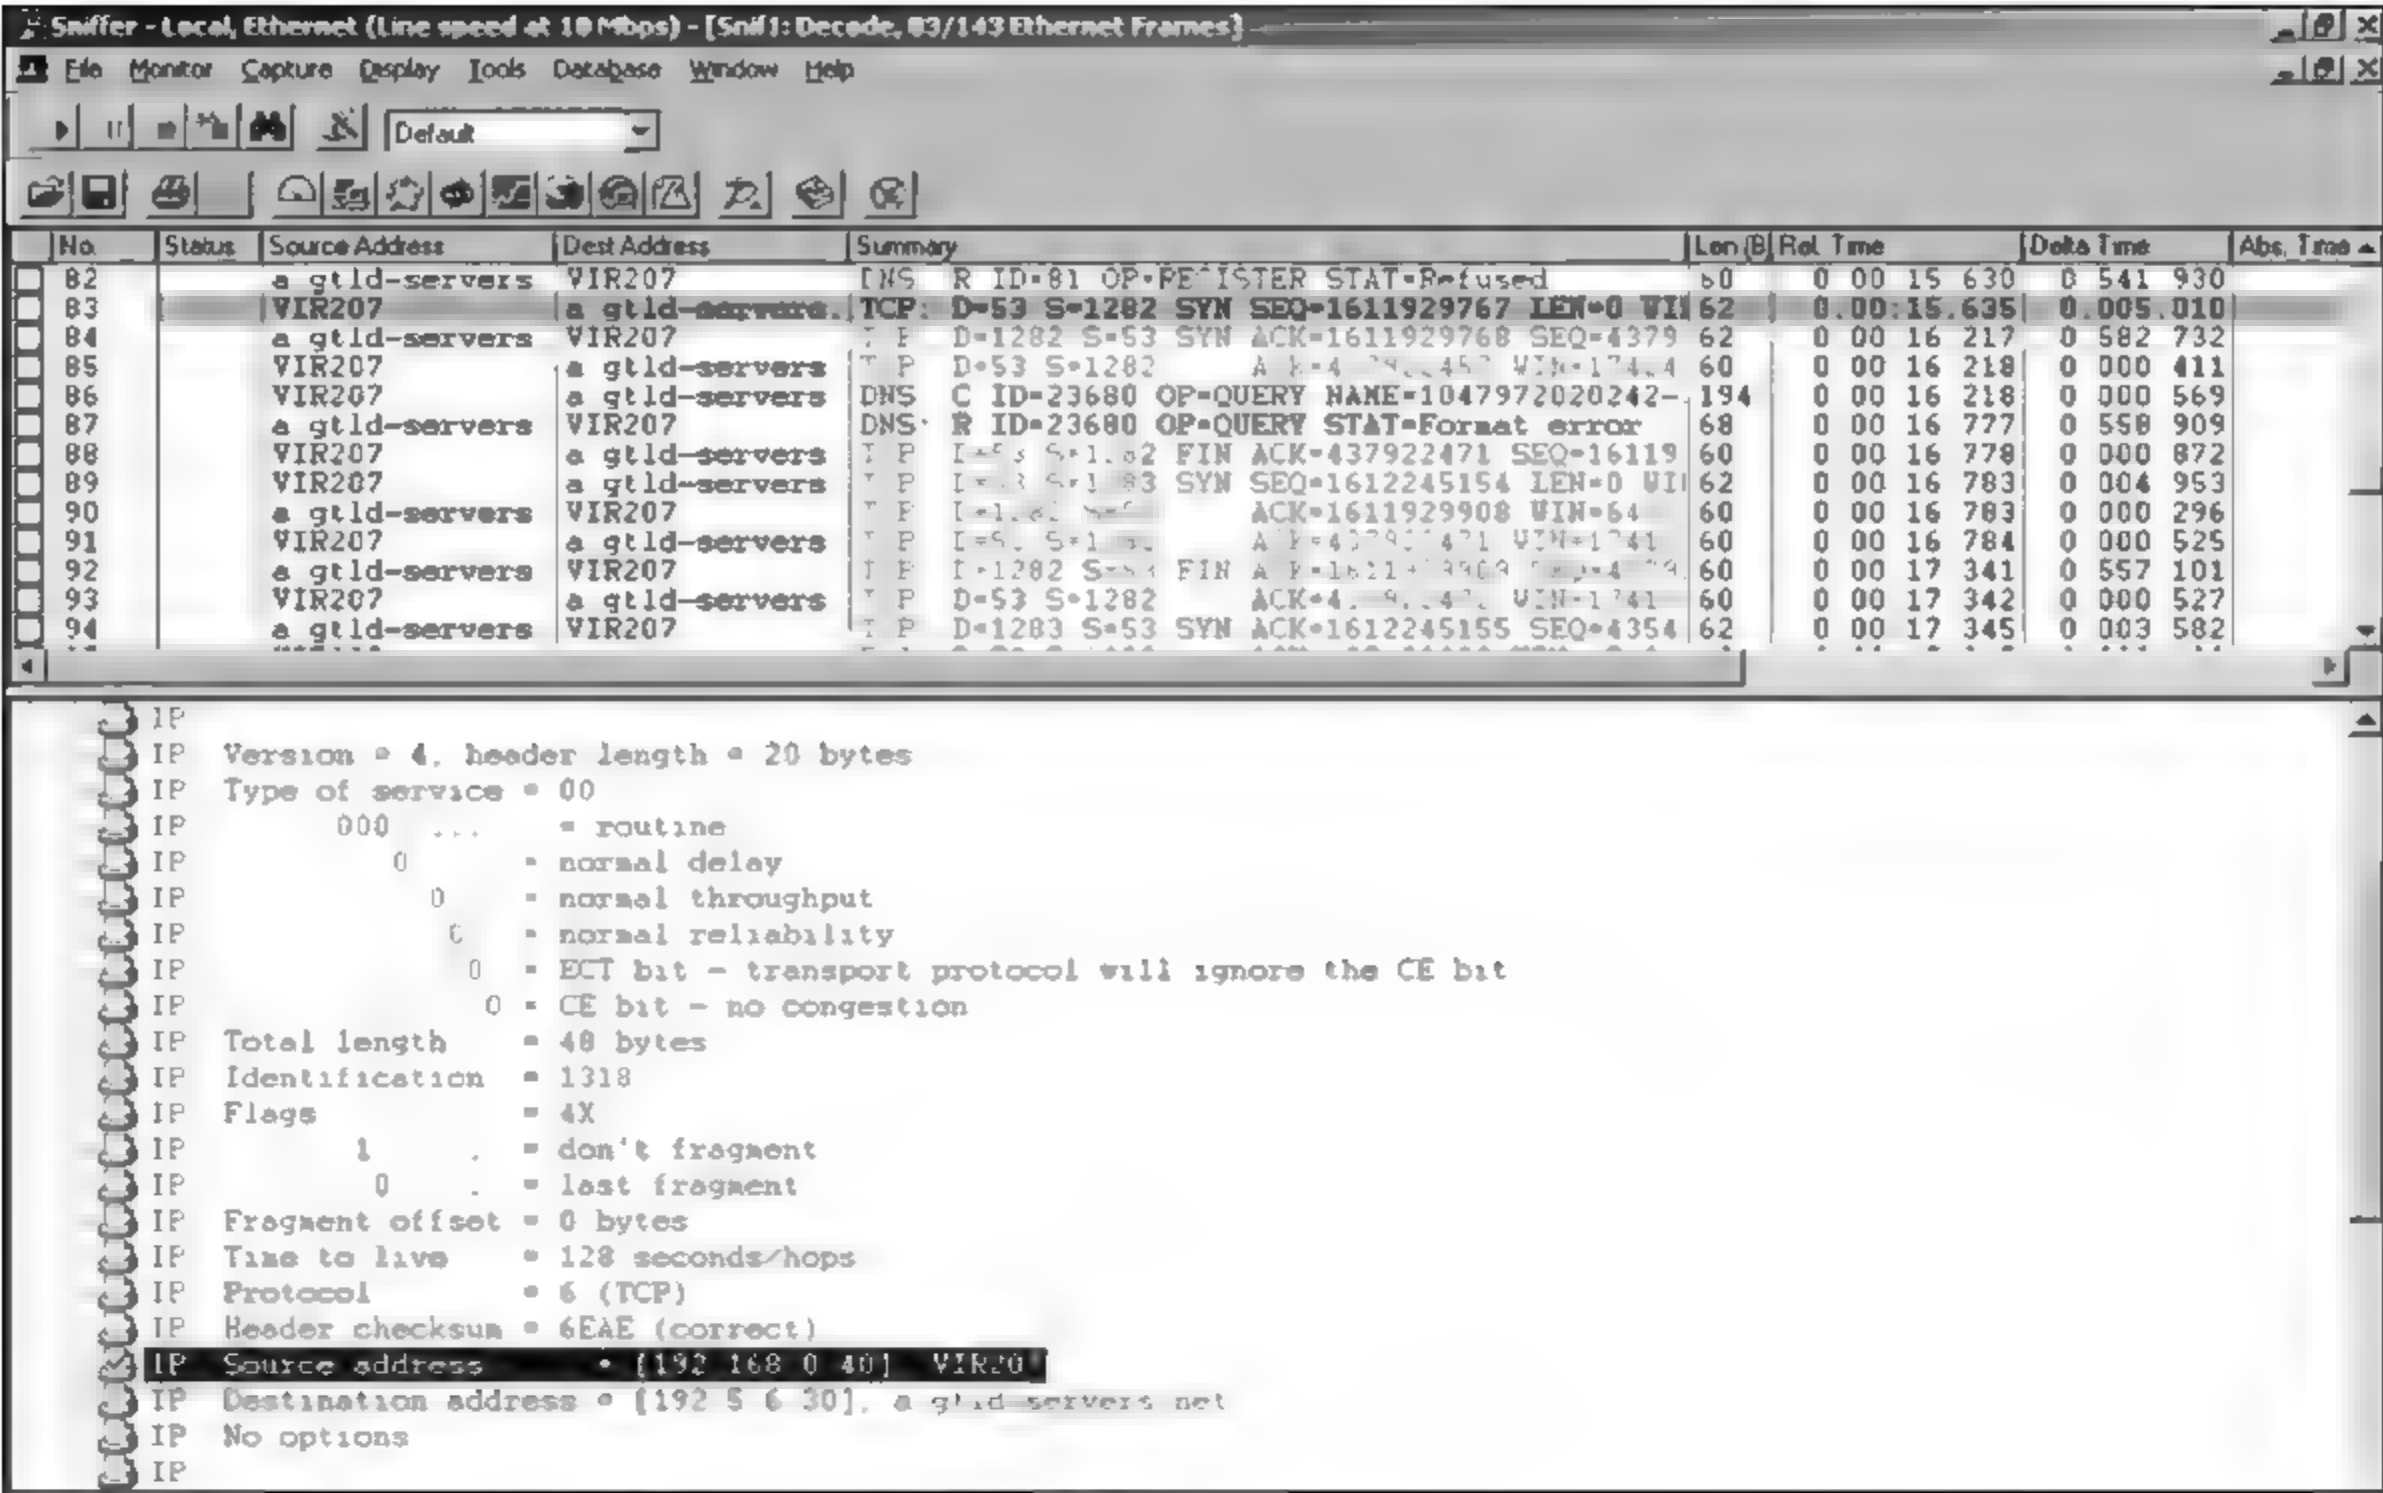 Sniffer - Local, Ethernet (Line speed at 10 Mbps) - [Snif1: Decode, 83/143 Ethernet Frames]
File Monitor Capture Display Tools Database Window Help
Default
No. Status Source Address Dest Address Summary Len (B Rel. Time Delta Time Abs. Time
82 a gtld-servers VIR207 DNS R ID=81 OP=REGISTER STAT=Refused 60 0 00 15 630 0 541 930
83 VIR207 a gtld-servers. TCP: D=53 S=1282 SYN SEQ=1611929767 LEN=0 WIN 62 0.00:15.635 0.005.010
84 a gtld-servers VIR207 D=1282 S=53 SYN ACK=1611929768 SEQ=4379 62 0 00 16 217 0 582 732
85 VIR207 a gtld-servers D=53 S=1282 60 0 00 16 218 0 000 411
86 VIR207 a gtld-servers DNS C ID=23680 OP=QUERY NAME=1047972020242- 194 0 00 16 218 0 000 569
87 a gtld-servers VIR207 DNS: R ID=23680 OP=QUERY STAT=Format error 68 0 00 16 777 0 558 909
88 VIR207 a gtld-servers FIN ACK=437922471 SEQ=16119 60 0 00 16 778 0 000 872
89 VIR207 a gtld-servers SYN SEQ=1612245154 LEN=0 WIN 62 0 00 16 783 0 004 953
90 a gtld-servers VIR207 ACK=1611929908 WIN=64 60 0 00 16 783 0 000 296
91 VIR207 a gtld-servers 60 0 00 16 784 0 000 525
92 a gtld-servers VIR207 FIN 60 0 00 17 341 0 557 101
93 VIR207 a gtld-servers D=53 S=1282 60 0 00 17 342 0 000 527
94 a gtld-servers VIR207 D=1283 S=53 SYN ACK=1612245155 SEQ=4354 62 0 00 17 345 0 003 582
IP
IP Version = 4, header length = 20 bytes
IP Type of service = 00
IP 000 ... = routine
IP 0 = normal delay
IP 0 = normal throughput
IP 0 = normal reliability
IP 0 = ECT bit - transport protocol will ignore the CE bit
IP 0 = CE bit - no congestion
IP Total length = 48 bytes
IP Identification = 1318
IP Flags = 4X
IP 1 . = don't fragment
IP 0 . = last fragment
IP Fragment offset = 0 bytes
IP Time to live = 128 seconds/hops
IP Protocol = 6 (TCP)
IP Header checksum = 6EAE (correct)
IP Source address = [192 168 0 40] VIR207
IP Destination address = [192 5 6 30], a gtld-servers net
IP No options
IP